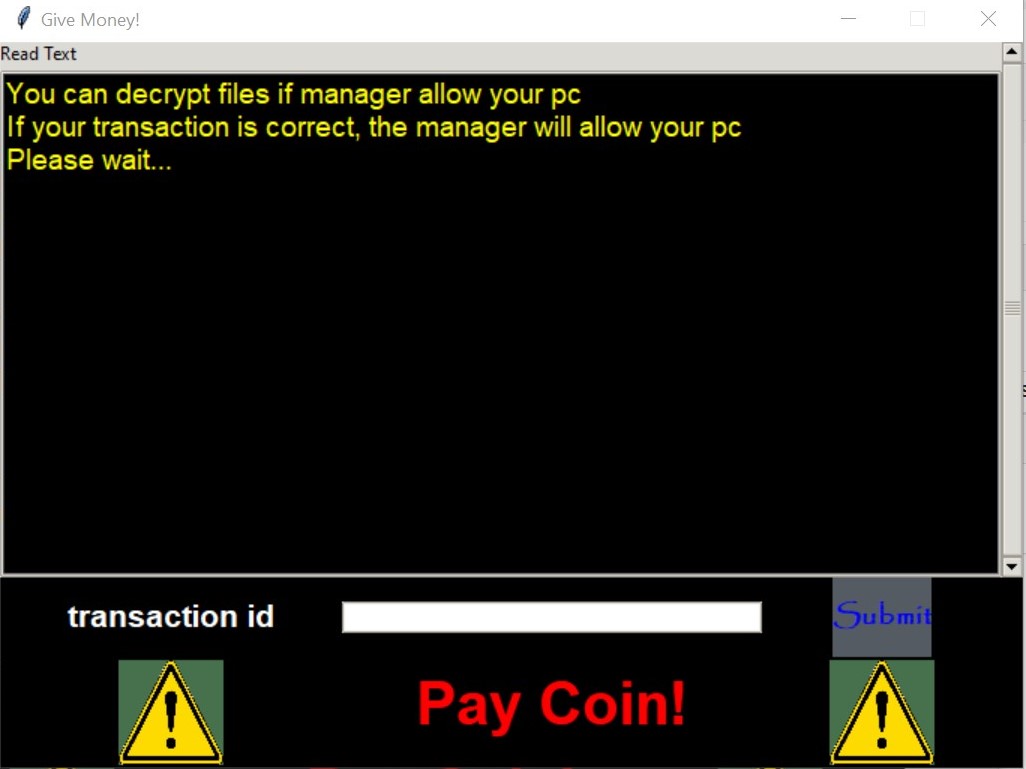 Give Money!
Read Text
You can decrypt files if manager allow your pc
If your transaction is correct, the manager will allow your pc
Please wait...
transaction id
Submit
Pay Coin!